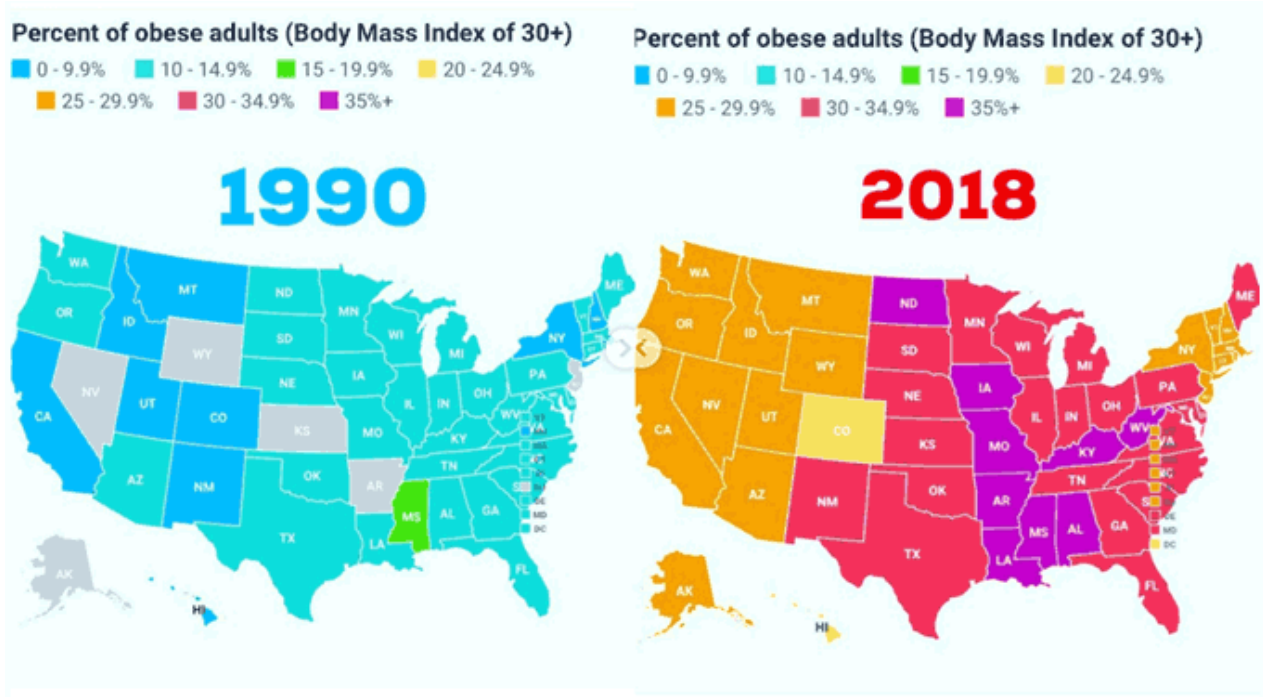 Percent of obese adults (Body Mass Index of 30+)
0 - 9.9% 10 - 14.9% 15 - 19.9% 20 - 24.9%
25 - 29.9% 30 - 34.9% 35%+
1990
WA
MT
ND
MN
ME
OR
ID
WY
SD
WI
MI
NY
NV
UT
CO
NE
IA
PA
CA
KS
MO
IL
IN
OH
WV
VA
KY
AZ
NM
OK
AR
TN
MS
AL
GA
TX
LA
FL
MD
DC
AK
HI
Percent of obese adults (Body Mass Index of 30+)
0 - 9.9% 10 - 14.9% 15 - 19.9% 20 - 24.9%
25 - 29.9% 30 - 34.9% 35%+
2018
WA
MT
ND
MN
ME
OR
ID
WY
SD
WI
MI
NY
NV
UT
CO
NE
IA
PA
CA
KS
MO
IL
IN
OH
WV
VA
KY
AZ
NM
OK
AR
TN
MS
AL
GA
TX
LA
FL
DE
MD
DC
AK
HI